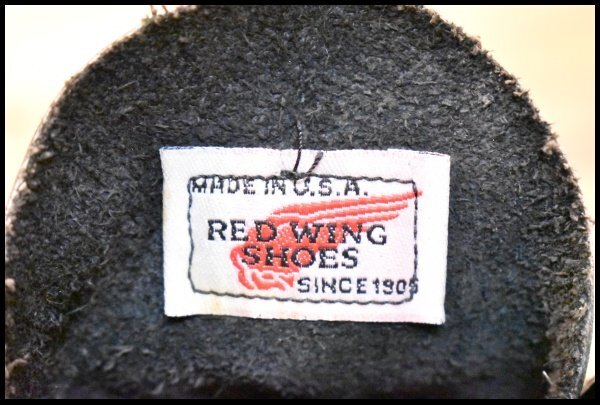 MADE IN U.S.A.
RED WING
SHOES
SINCE 1905